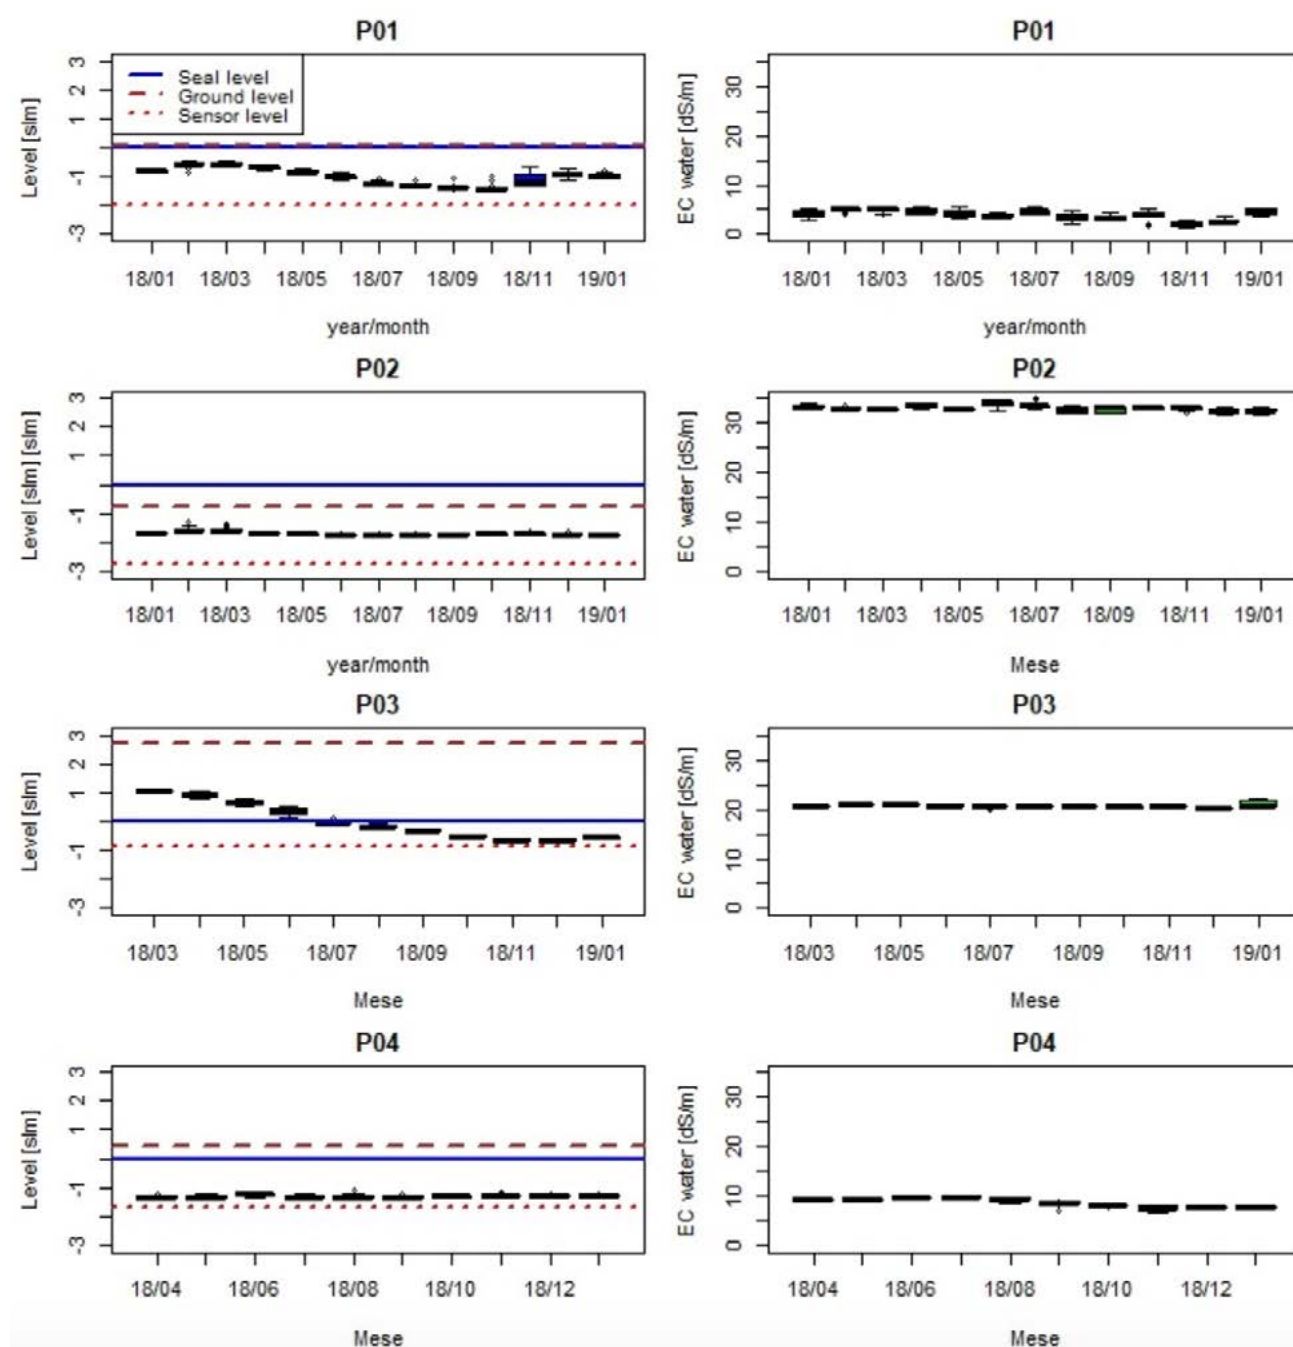 P01
Level [slm]
3
2
1
-1
-3
Seal level
Ground level
Sensor level
18/01 18/03 18/05 18/07 18/09 18/11 19/01
year/month
P01
EC water [dS/m]
30
20
10
0
18/01 18/03 18/05 18/07 18/09 18/11 19/01
year/month
P02
Level [slm] [slm]
3
2
1
-1
-3
18/01 18/03 18/05 18/07 18/09 18/11 19/01
year/month
P02
EC water [dS/m]
30
20
10
0
18/01 18/03 18/05 18/07 18/09 18/11 19/01
Mese
P03
Level [slm]
3
2
1
-1
-3
18/03 18/05 18/07 18/09 18/11 19/01
Mese
P03
EC water [dS/m]
30
20
10
0
18/03 18/05 18/07 18/09 18/11 19/01
Mese
P04
Level [slm]
3
2
1
-1
-3
18/04 18/06 18/08 18/10 18/12
Mese
P04
EC water [dS/m]
30
20
10
0
18/04 18/06 18/08 18/10 18/12
Mese